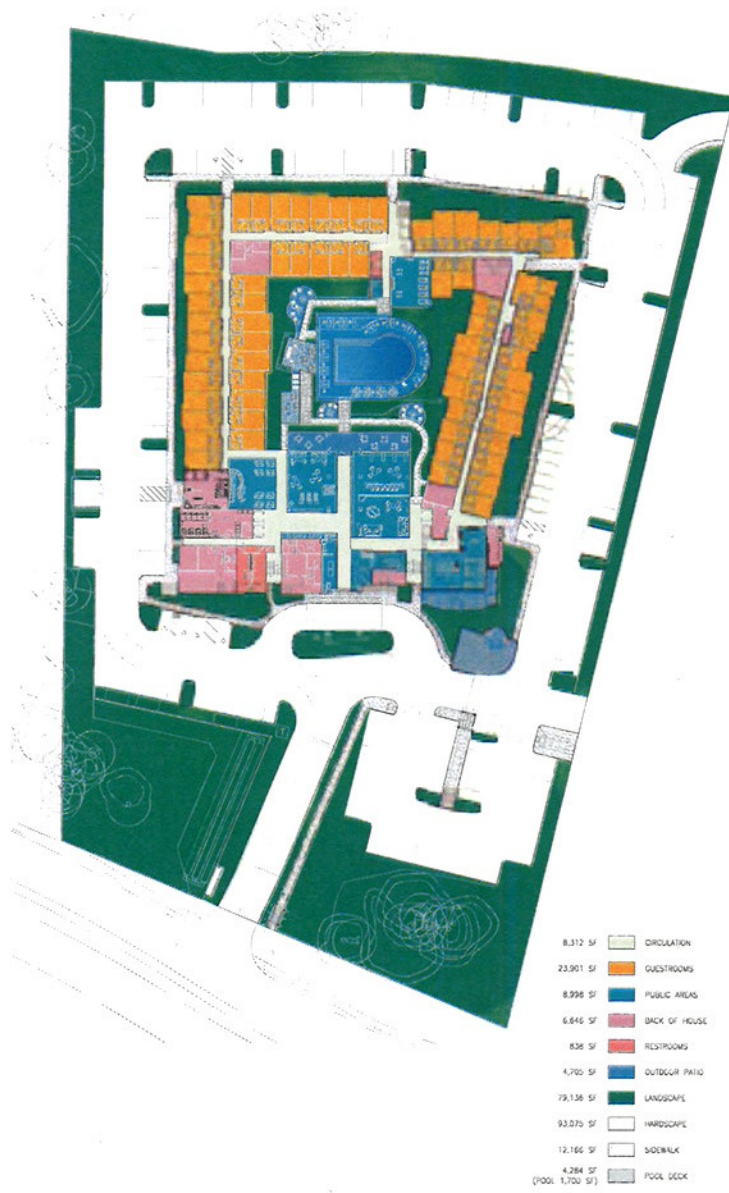 8,312 SF CIRCULATION
23,901 SF GUESTROOMS
8,998 SF PUBLIC AREAS
6,646 SF BACK OF HOUSE
838 SF RESTROOMS
4,705 SF OUTDOOR PATIO
79,138 SF LANDSCAPE
93,075 SF HARDSCAPE
12,166 SF SIDEWALK
4,284 SF
(POOL 1,700 SF) POOL DECK